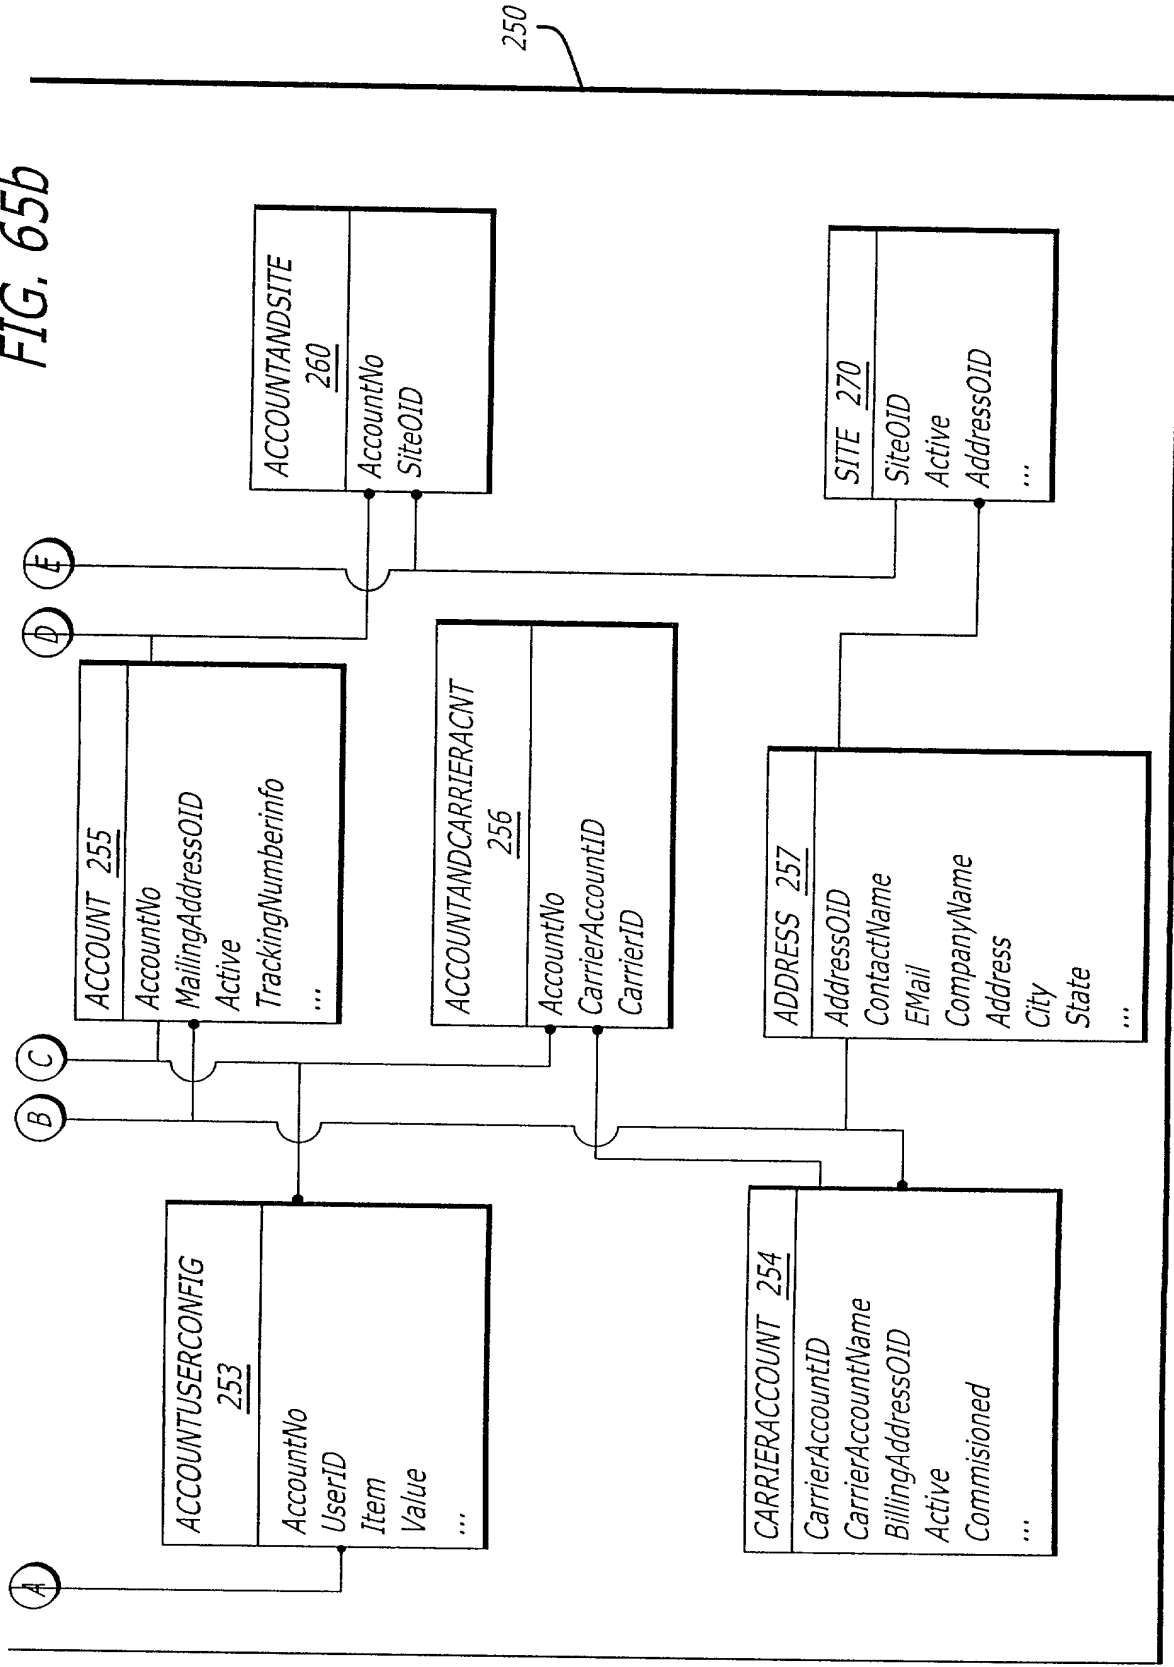 FIG. 65b
250
A
B
C
D
E
ACCOUNTUSERCONFIG
253
AccountNo
UserID
Item
Value
...
ACCOUNT 255
AccountNo
MailingAddressOID
Active
TrackingNumberinfo
...
ACCOUNTANDSITE
260
AccountNo
SiteOID
ACCOUNTANDCARRIERACNT
256
AccountNo
CarrierAccountID
CarrierID
CARRIERACCOUNT 254
CarrierAccountID
CarrierAccountName
BillingAddressOID
Active
Commisioned
...
ADDRESS 257
AddressOID
ContactName
EMail
CompanyName
Address
City
State
...
SITE 270
SiteOID
Active
AddressOID
...